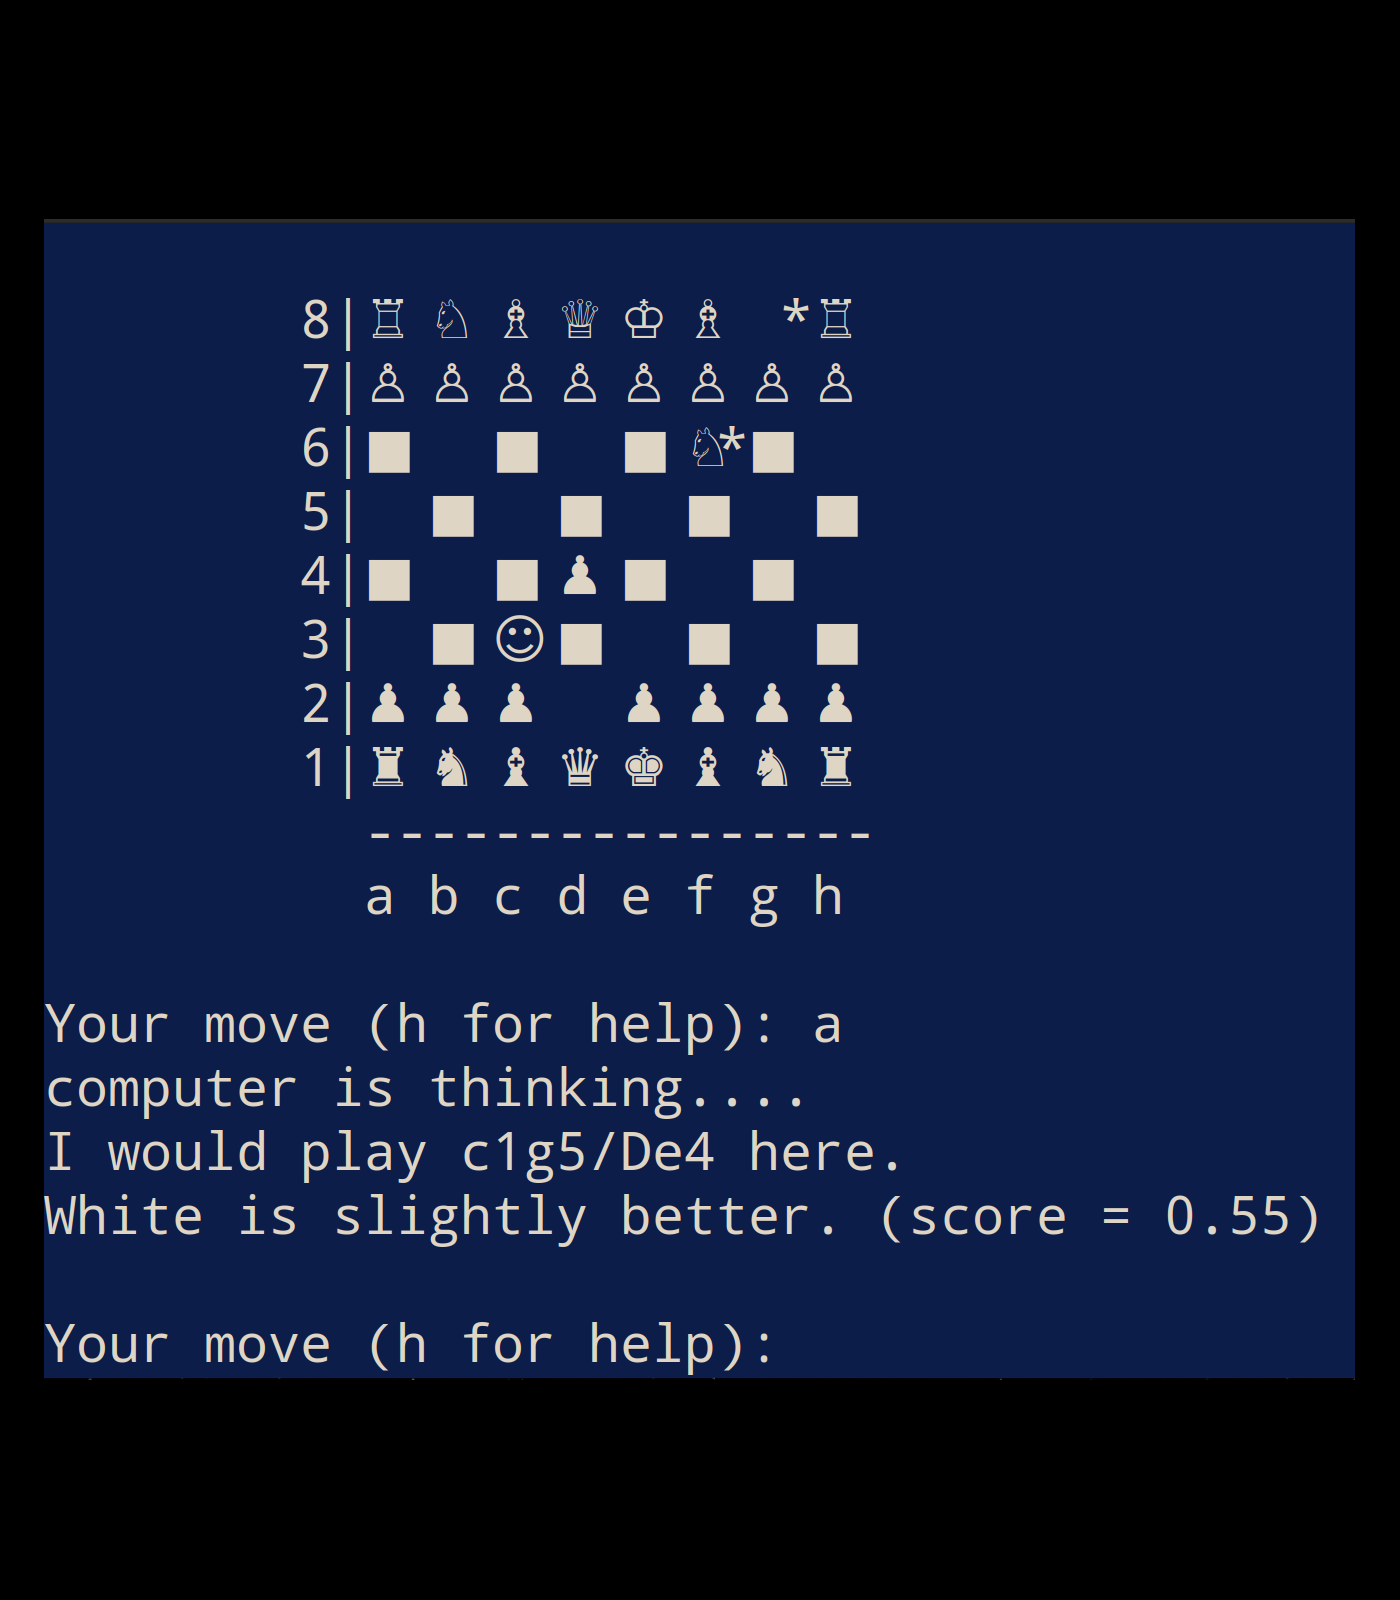 8|♖ ♘ ♗ ♕ ♔ ♗  *♖
7|♙ ♙ ♙ ♙ ♙ ♙ ♙ ♙
6|■   ■   ■ ♘*■
5|  ■   ■   ■   ■
4|■   ■ ♟ ■   ■
3|  ■ ☺ ■   ■   ■
2|♟ ♟ ♟   ♟ ♟ ♟ ♟
1|♜ ♞ ♝ ♛ ♚ ♝ ♞ ♜
----------------
a b c d e f g h
Your move (h for help): a
computer is thinking....
I would play c1g5/De4 here.
White is slightly better. (score = 0.55)
Your move (h for help):